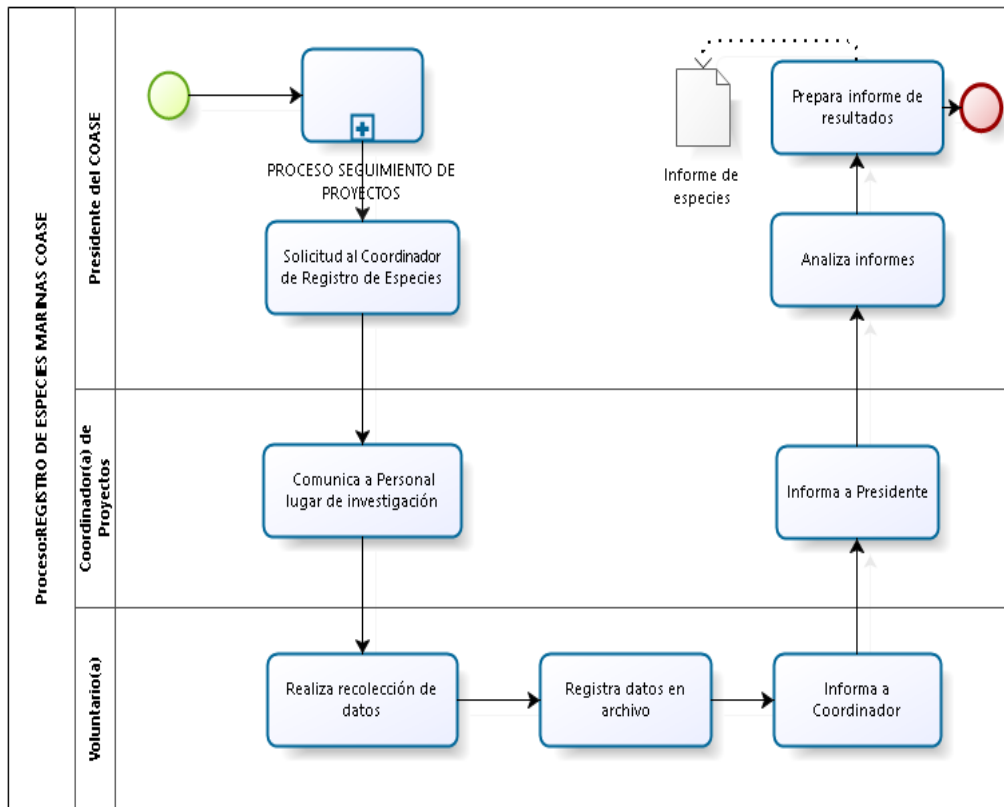 Proceso:REGISTRO DE ESPECIES MARINAS COASE
Presidente del COASE
PROCESO SEGUIMIENTO DE
PROYECTOS
Solicitud al Coordinador
de Registro de Especies
Informe de
especies
Prepara informe de
resultados
Analiza informes
Coordinador(a) de
Proyectos
Comunica a Personal
lugar de investigación
Informa a Presidente
Voluntario(a)
Realiza recolección de
datos
Registra datos en
archivo
Informa a
Coordinador